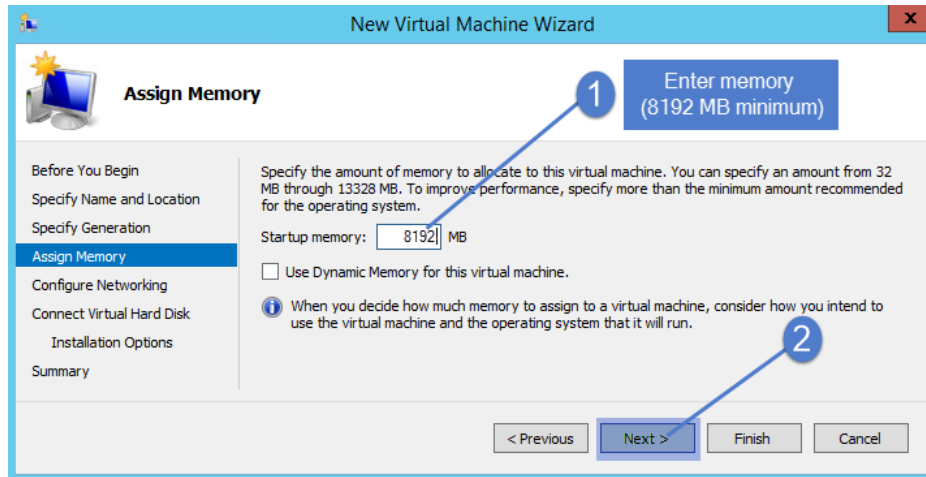 New Virtual Machine Wizard
x
Assign Memory
1
Enter memory
(8192 MB minimum)
Before You Begin
Specify Name and Location
Specify Generation
Assign Memory
Configure Networking
Connect Virtual Hard Disk
Installation Options
Summary
Specify the amount of memory to allocate to this virtual machine. You can specify an amount from 32
MB through 13328 MB. To improve performance, specify more than the minimum amount recommended
for the operating system.
Startup memory: 8192 MB
Use Dynamic Memory for this virtual machine.
When you decide how much memory to assign to a virtual machine, consider how you intend to
use the virtual machine and the operating system that it will run.
2
< Previous Next > Finish Cancel